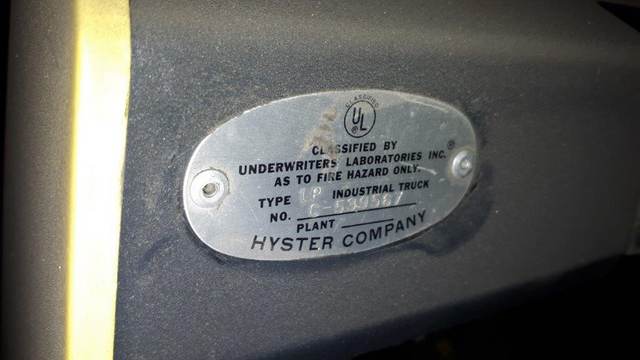 CLASSIFIED
UL ®
CLASSIFIED BY
UNDERWRITERS LABORATORIES INC.®
AS TO FIRE HAZARD ONLY.
TYPE LP INDUSTRIAL TRUCK
NO.
PLANT
HYSTER COMPANY